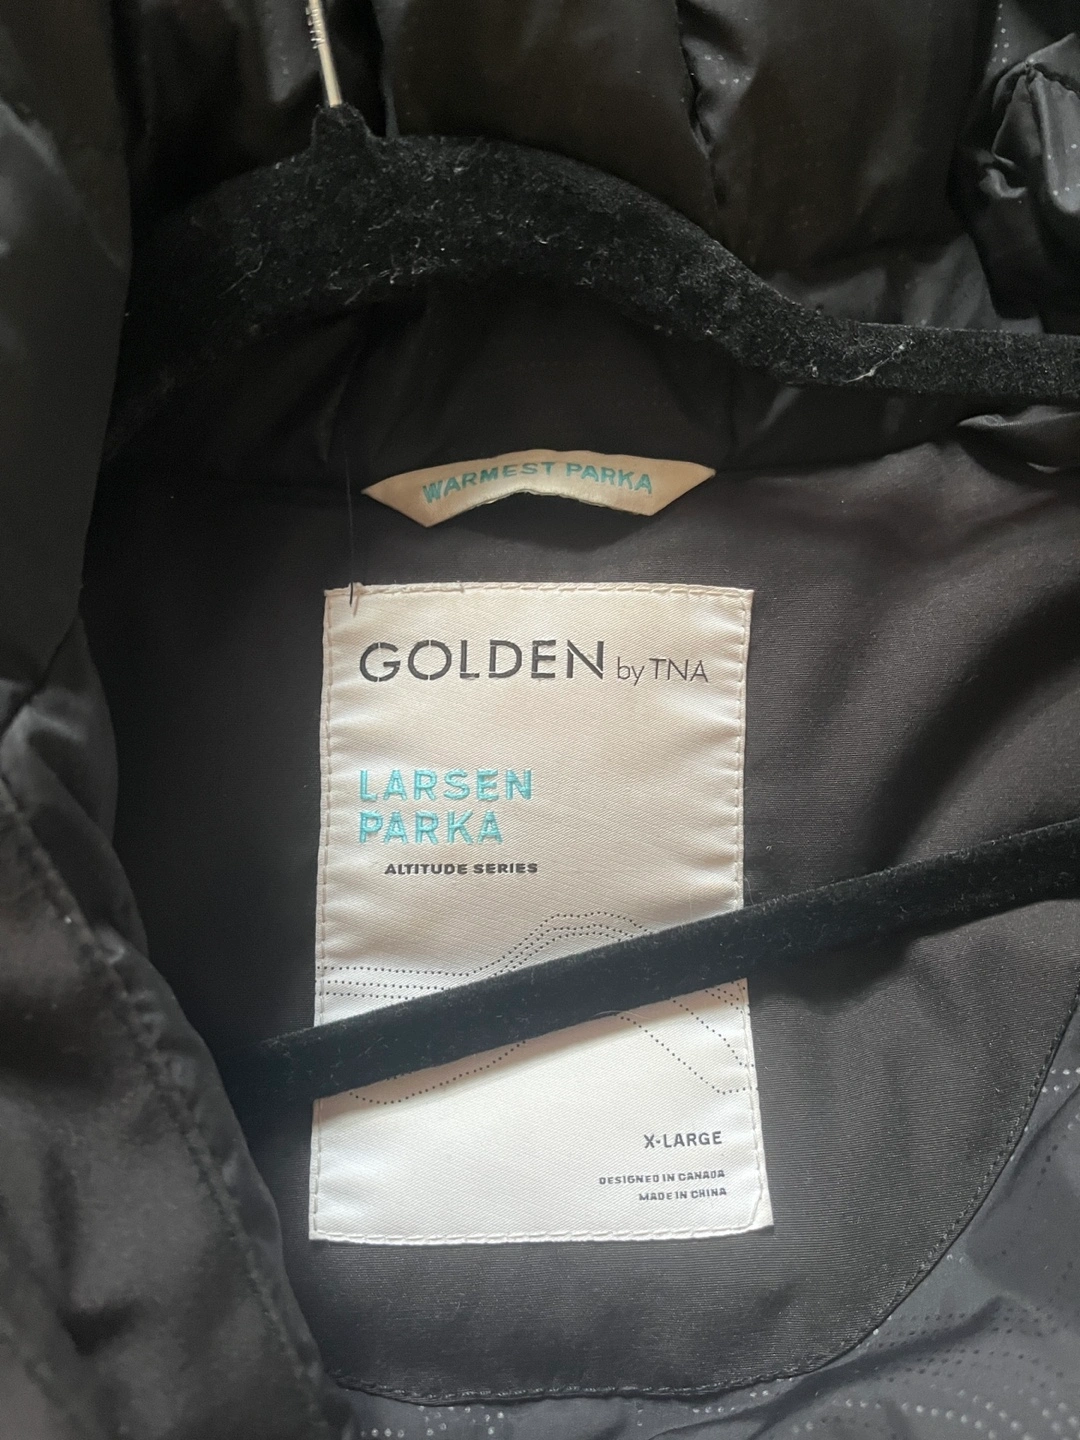 WARMEST PARKA
GOLDEN by TNA
LARSEN
PARKA
ALTITUDE SERIES
X-LARGE
DESIGNED IN CANADA
MADE IN CHINA